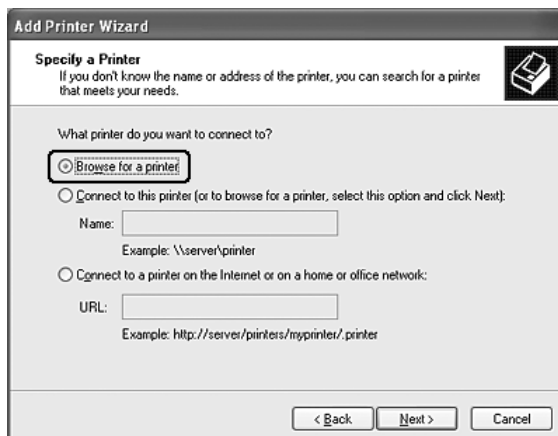 Add Printer Wizard
Specify a Printer
If you don't know the name or address of the printer, you can search for a printer
that meets your needs.
What printer do you want to connect to?
Browse for a printer
Connect to this printer (or to browse for a printer, select this option and click Next):
Name:
Example: \\server\printer
Connect to a printer on the Internet or on a home or office network:
URL:
Example: http://server/printers/myprinter/.printer
< Back
Next >
Cancel